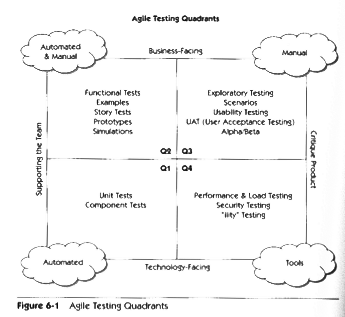 Agile Testing Quadrants
Automated
& Manual
Business-Facing
Manual
Functional Tests
Examples
Story Tests
Prototypes
Simulations
Exploratory Testing
Scenarios
Usability Testing
UAT (User Acceptance Testing)
Alpha/Beta
Supporting the Team
Q2
Q3
Critique Product
Q1
Q4
Unit Tests
Component Tests
Performance & Load Testing
Security Testing
"ility" Testing
Automated
Technology-Facing
Tools
Figure 6-1 Agile Testing Quadrants